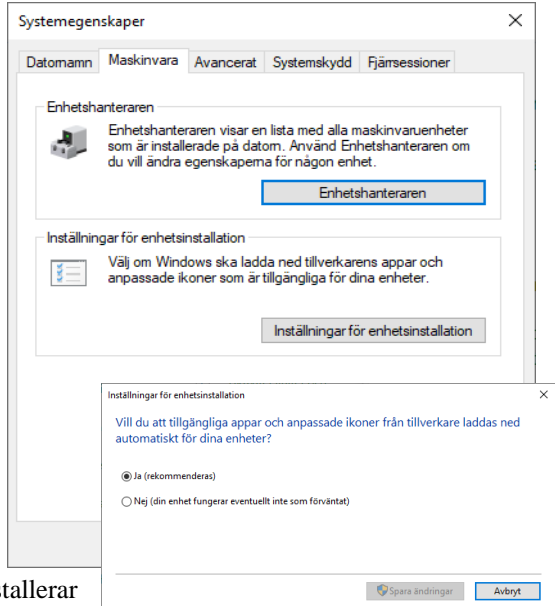 Systemegenskaper
Datornamn Maskinvara Avancerat Systemskydd Fjärrsessioner
Enhetshanteraren
Enhetshanteraren visar en lista med alla maskinvaruenheter
som är installerade på datorn. Använd Enhetshanteraren om
du vill ändra egenskaperna för någon enhet.
Enhetshanteraren
Inställningar för enhetsinstallation
Välj om Windows ska ladda ned tillverkarens appar och
anpassade ikoner som är tillgängliga för dina enheter.
Inställningar för enhetsinstallation
Inställningar för enhetsinstallation
Vill du att tillgängliga appar och anpassade ikoner från tillverkare laddas ned
automatiskt för dina enheter?
Ja (rekommenderas)
Nej (din enhet fungerar eventuellt inte som förväntat)
Spara ändringar Avbryt
stallerar